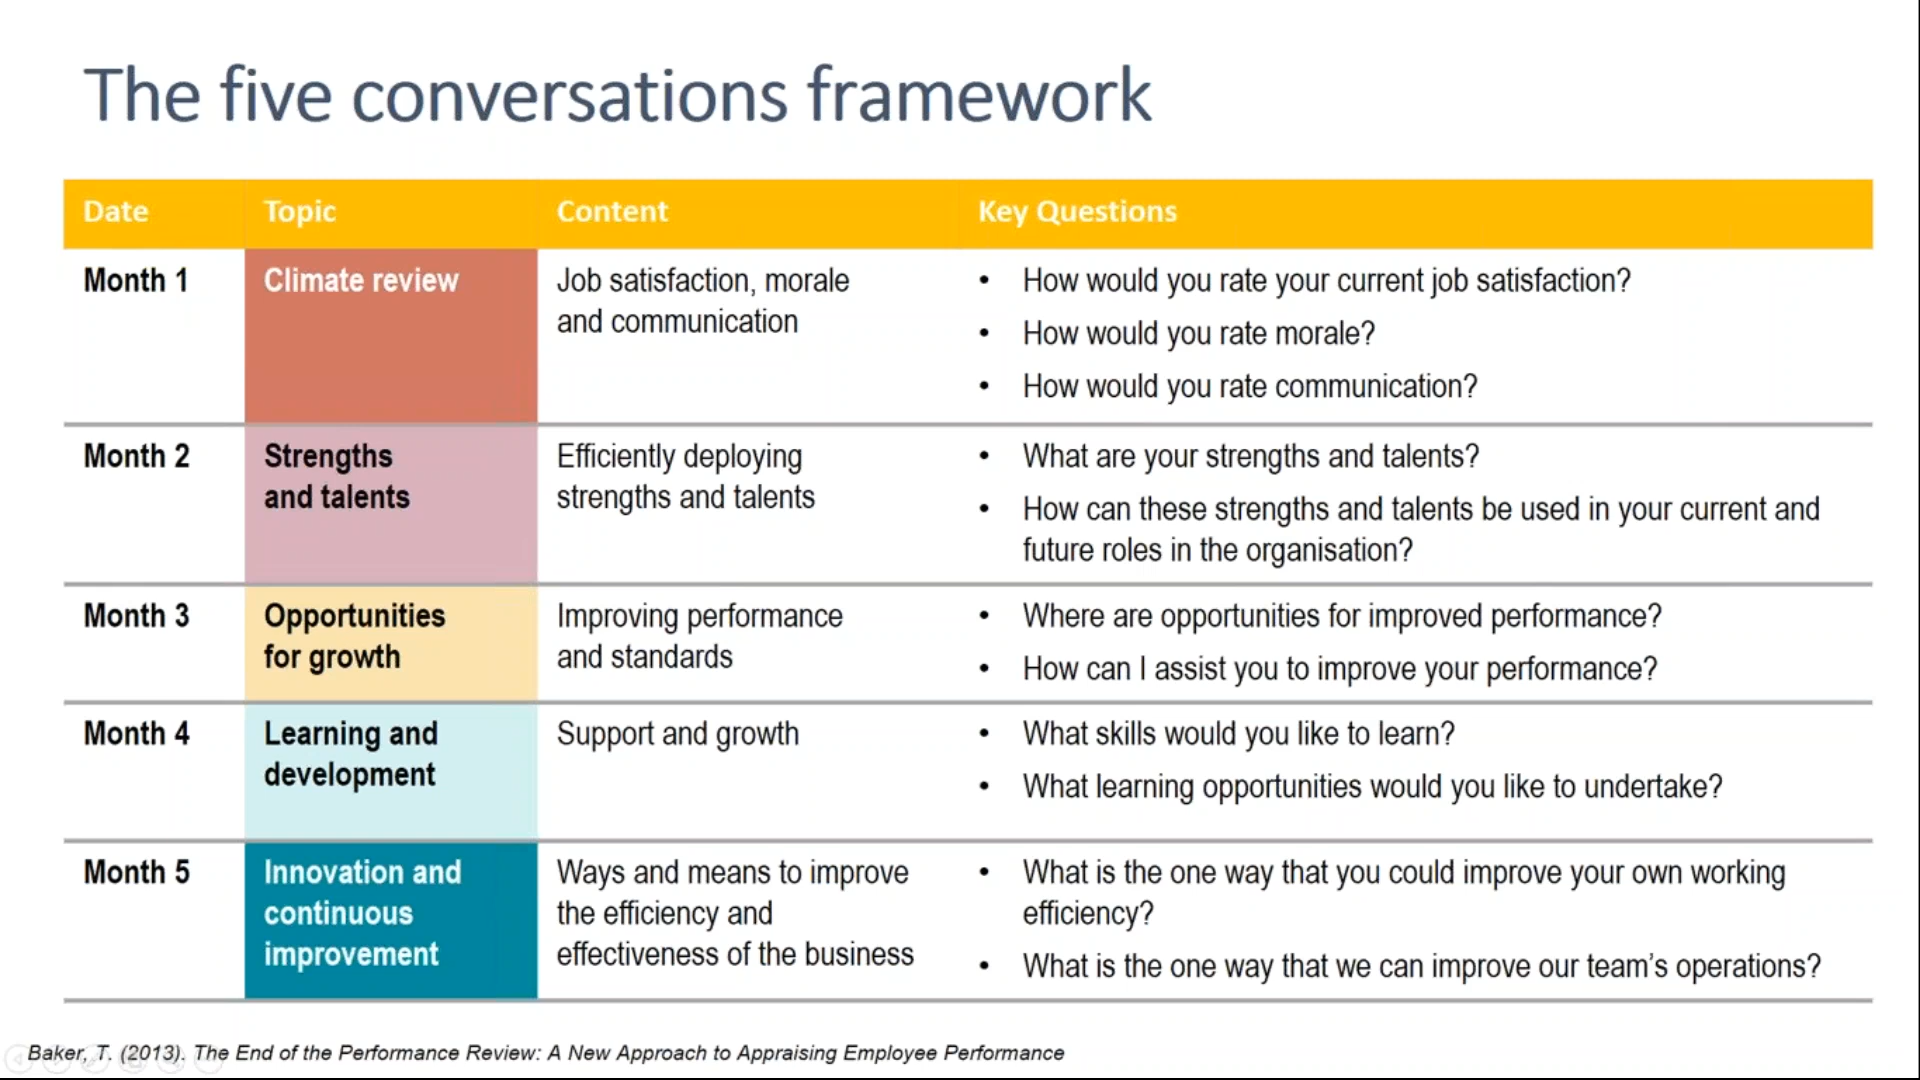 The five conversations framework
Date Topic Content Key Questions
Month 1 Climate review Job satisfaction, morale
and communication
• How would you rate your current job satisfaction?
• How would you rate morale?
• How would you rate communication?
Month 2 Strengths
and talents
Efficiently deploying
strengths and talents
• What are your strengths and talents?
• How can these strengths and talents be used in your current and
future roles in the organisation?
Month 3 Opportunities
for growth
Improving performance
and standards
• Where are opportunities for improved performance?
• How can I assist you to improve your performance?
Month 4 Learning and
development
Support and growth
• What skills would you like to learn?
• What learning opportunities would you like to undertake?
Month 5 Innovation and
continuous
improvement
Ways and means to improve
the efficiency and
effectiveness of the business
• What is the one way that you could improve your own working
efficiency?
• What is the one way that we can improve our team’s operations?
Baker, T. (2013). The End of the Performance Review: A New Approach to Appraising Employee Performance